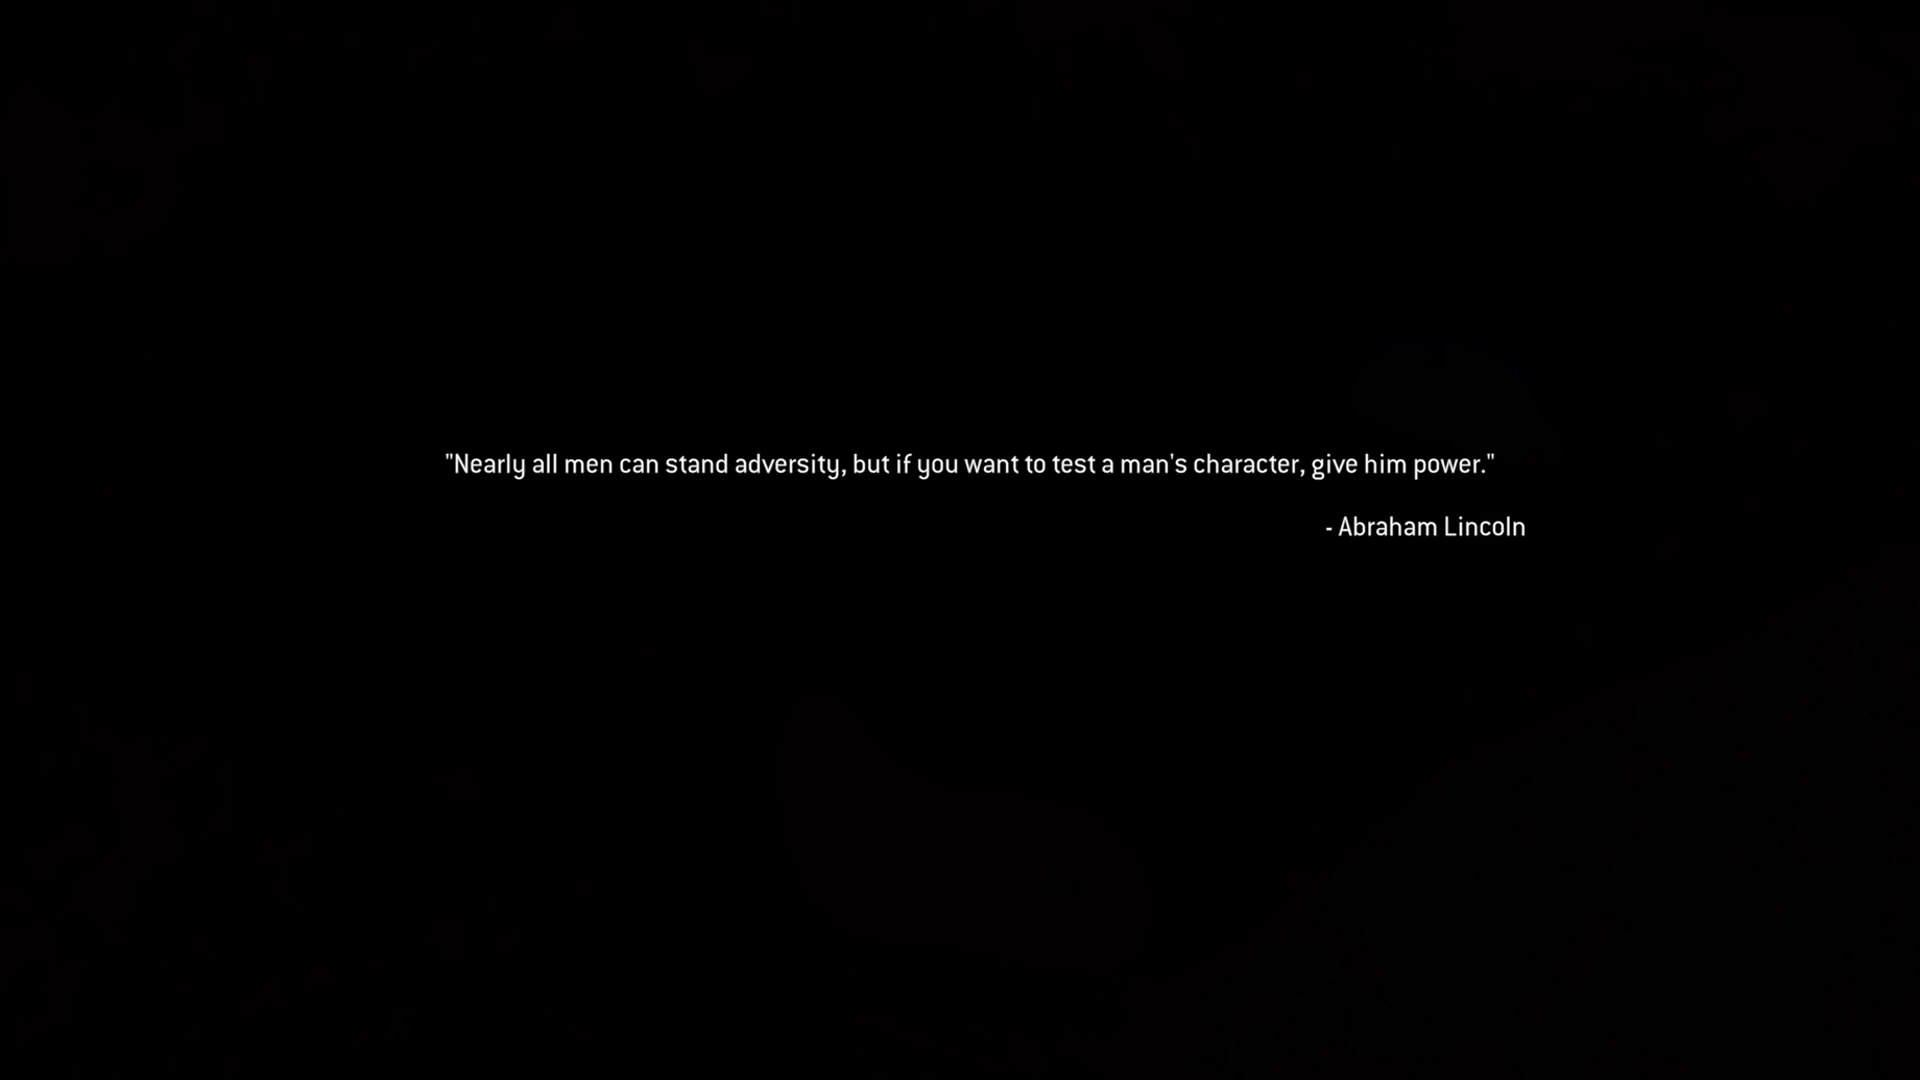 "Nearly all men can stand adversity, but if you want to test a man's character, give him power."
- Abraham Lincoln